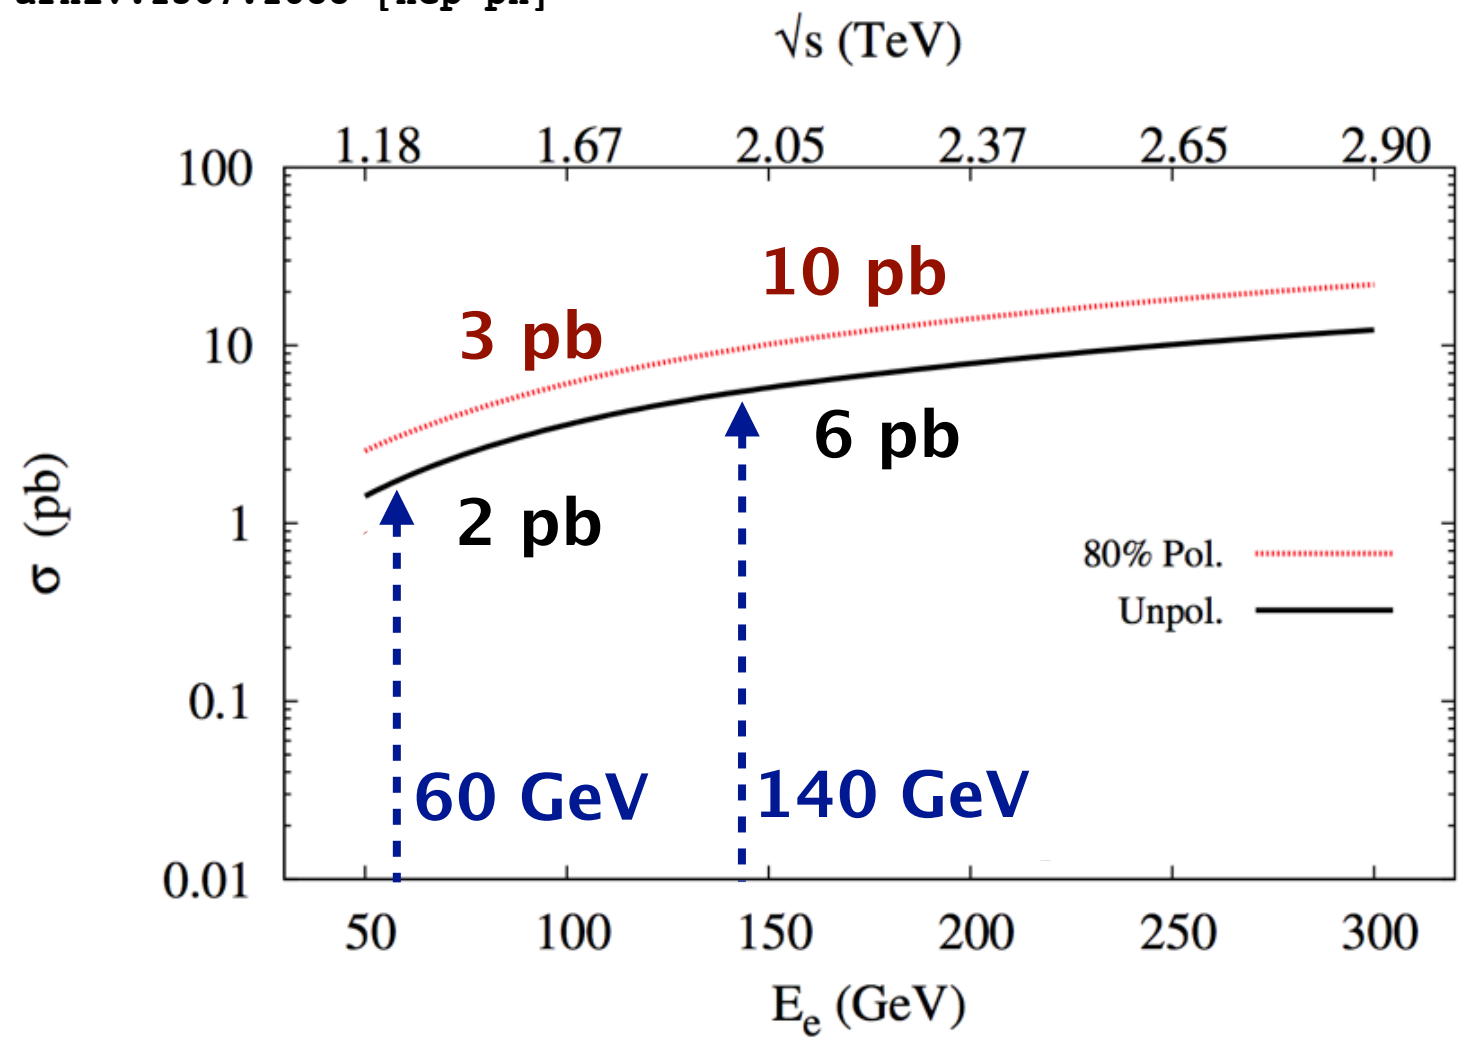 √s (TeV)
1.18 1.67 2.05 2.37 2.65 2.90
100
10 pb
3 pb
10
6 pb
2 pb
1
σ (pb)
80% Pol.
Unpol.
0.1
60 GeV 140 GeV
0.01
50 100 150 200 250 300
Ee (GeV)